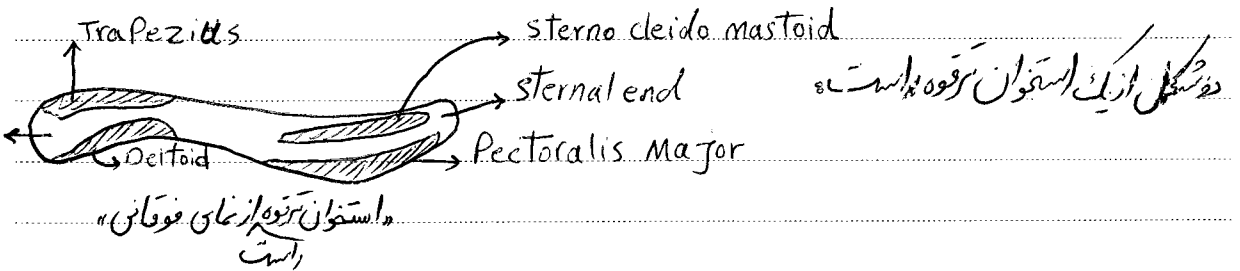 Trapezius
sterno cleido mastoid
دو شکل از یک استخوان ترقوه راست:
sternal end
Deltoid
Pectoralis Major
«استخوان ترقوه از نمای فوقانی»
راست